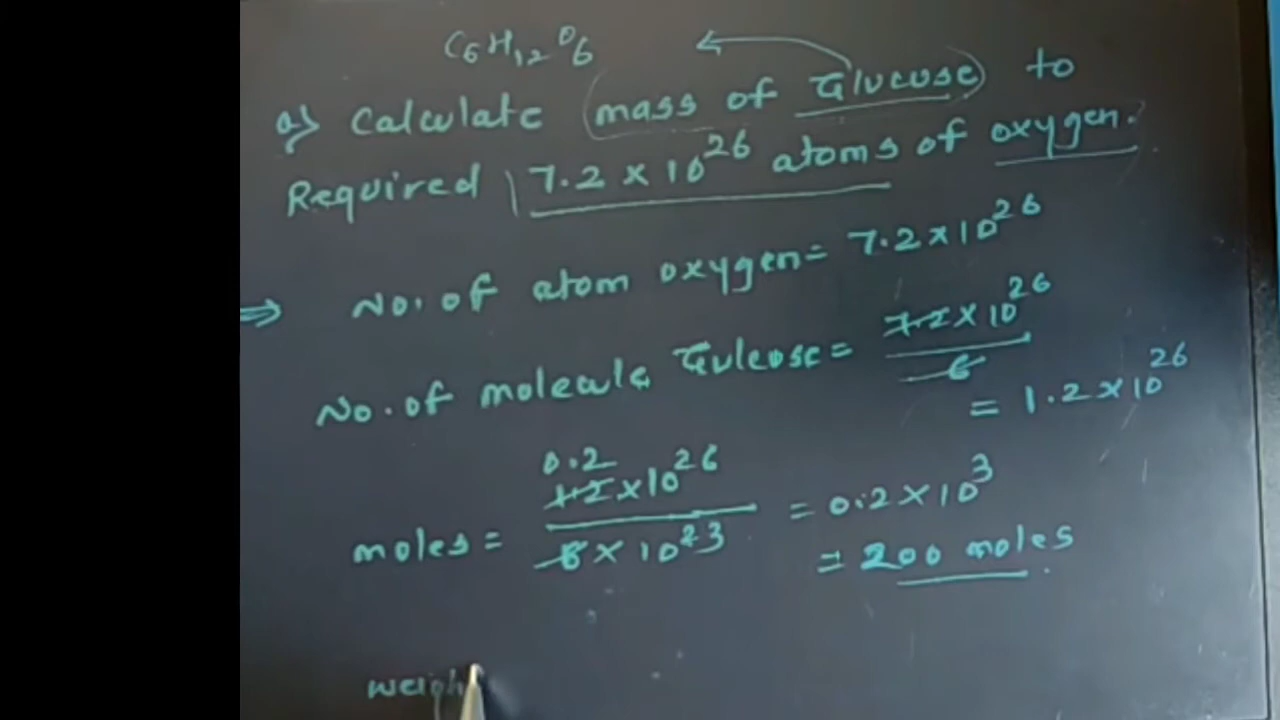 C6H12O6
Q) Calculate (mass of Glucose) to
Required 7.2 × 10^26 atoms of oxygen.
⇒ No. of atom oxygen = 7.2 × 10^26
No. of molecule Gulcose = 7.2 × 10^26 / 6
= 1.2 × 10^26
0.2
moles = 1.2 × 10^26 / 6 × 10^23 = 0.2 × 10^3
= 200 moles
weigh